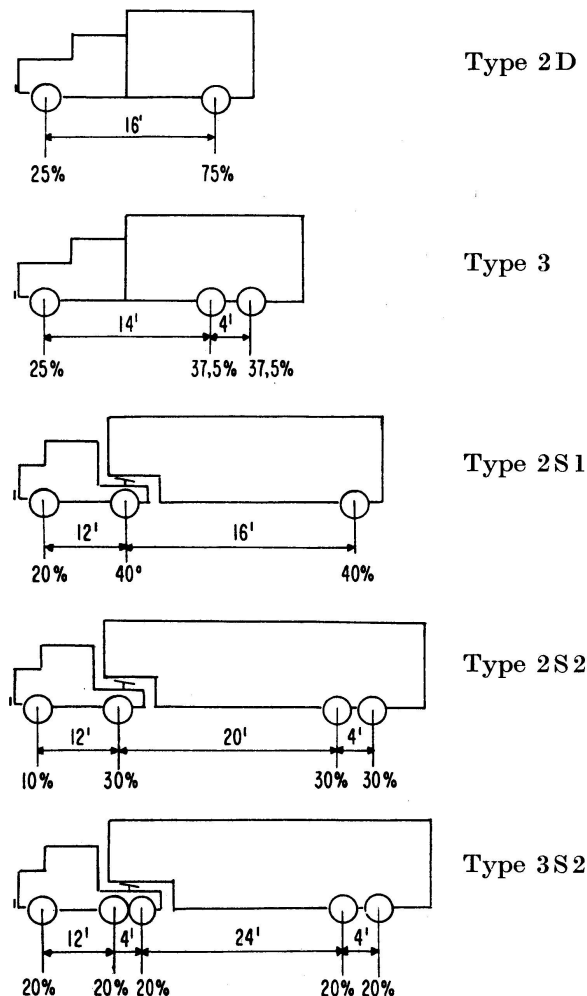 Type 2D
16'
25% 75%
Type 3
14' 4'
25% 37,5% 37,5%
Type 2S1
12' 16'
20% 40° 40%
Type 2S2
12' 20' 4'
10% 30% 30% 30%
Type 3S2
12' 4' 24' 4'
20% 20% 20% 20% 20%